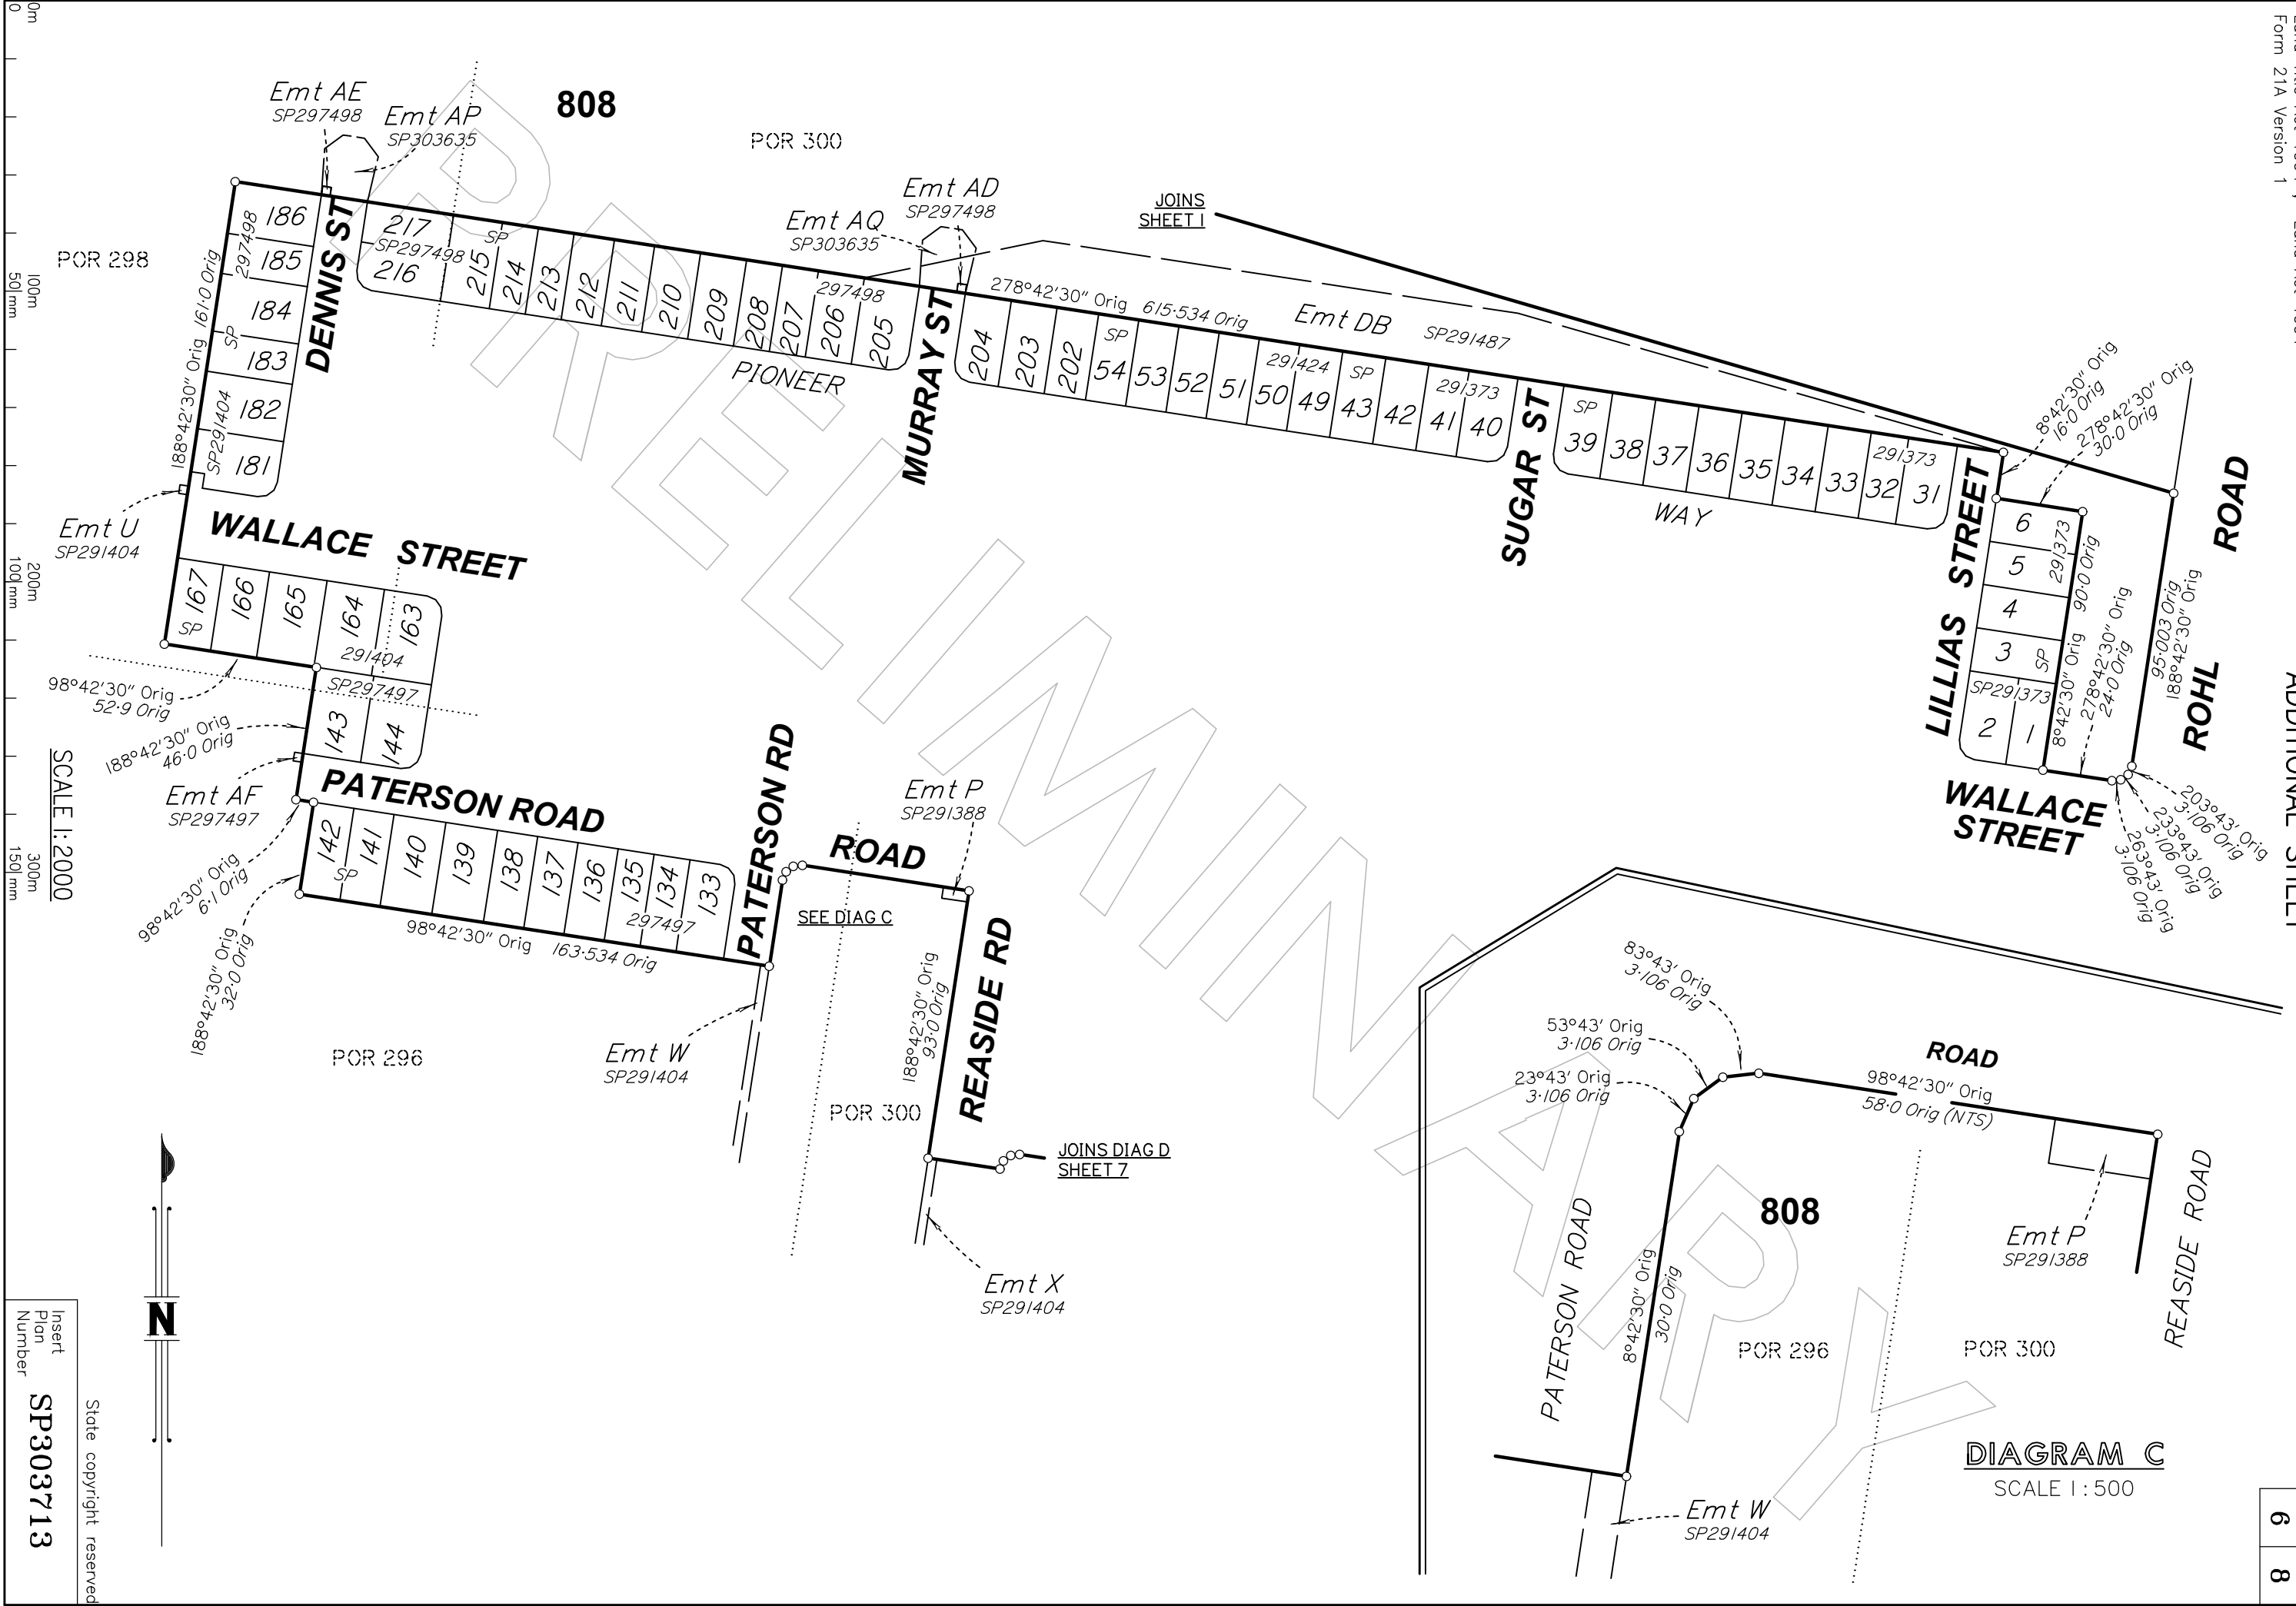 Form 21A Version 1
ADDITIONAL SHEET
0m
0
100m
50mm
200m
100mm
300m
150mm
SCALE 1:2000
Emt AE
SP297498
Emt AP
SP303635
808
POR 300
POR 298
Emt AQ
SP303635
Emt AD
SP297498
JOINS
SHEET 1
186
185
184
183
182
181
297498
SP
SP291404
188°42'30" Orig 161·0 Orig
DENNIS ST
217
SP297498
216
215
SP
214
213
212
211
210
209
208
207
206
205
297498
PIONEER
MURRAY ST
278°42'30" Orig 615·534 Orig
Emt DB SP291487
204
203
202
54
SP
53
52
51
50
49
291424
43
SP
42
41
40
291373
SUGAR ST
39
SP
38
37
36
35
34
33
32
31
291373
WAY
8°42'30" Orig
16·0 Orig
278°42'30" Orig
30·0 Orig
LILLIAS STREET
6
5
4
3
SP
291373
SP291373
2
1
8°42'30" Orig 90·0 Orig
278°42'30" Orig
24·0 Orig
95·003 Orig
188°42'30" Orig
ROHL ROAD
WALLACE
STREET
203°43' Orig
3·106 Orig
233°43' Orig
3·106 Orig
263°43' Orig
3·106 Orig
Emt U
SP291404
WALLACE STREET
167
SP
166
165
164
163
291404
98°42'30" Orig
52·9 Orig
SP297497
143
144
188°42'30" Orig
46·0 Orig
Emt AF
SP297497
PATERSON ROAD
98°42'30" Orig
6·1 Orig
188°42'30" Orig
32·0 Orig
142
141
SP
140
139
138
137
136
135
134
133
297497
98°42'30" Orig 163·534 Orig
PATERSON RD
ROAD
Emt P
SP291388
SEE DIAG C
188°42'30" Orig
93·0 Orig
REASIDE RD
POR 296
Emt W
SP291404
POR 300
JOINS DIAG D
SHEET 7
Emt X
SP291404
83°43' Orig
3·106 Orig
53°43' Orig
3·106 Orig
23°43' Orig
3·106 Orig
ROAD
98°42'30" Orig
58·0 Orig (NTS)
808
Emt P
SP291388
REASIDE ROAD
PATERSON ROAD
8°42'30" Orig
30·0 Orig
POR 296
POR 300
DIAGRAM C
SCALE 1:500
Emt W
SP291404
N
PRELIMINARY
State copyright reserved
Insert
Plan
Number
SP303713
6
8